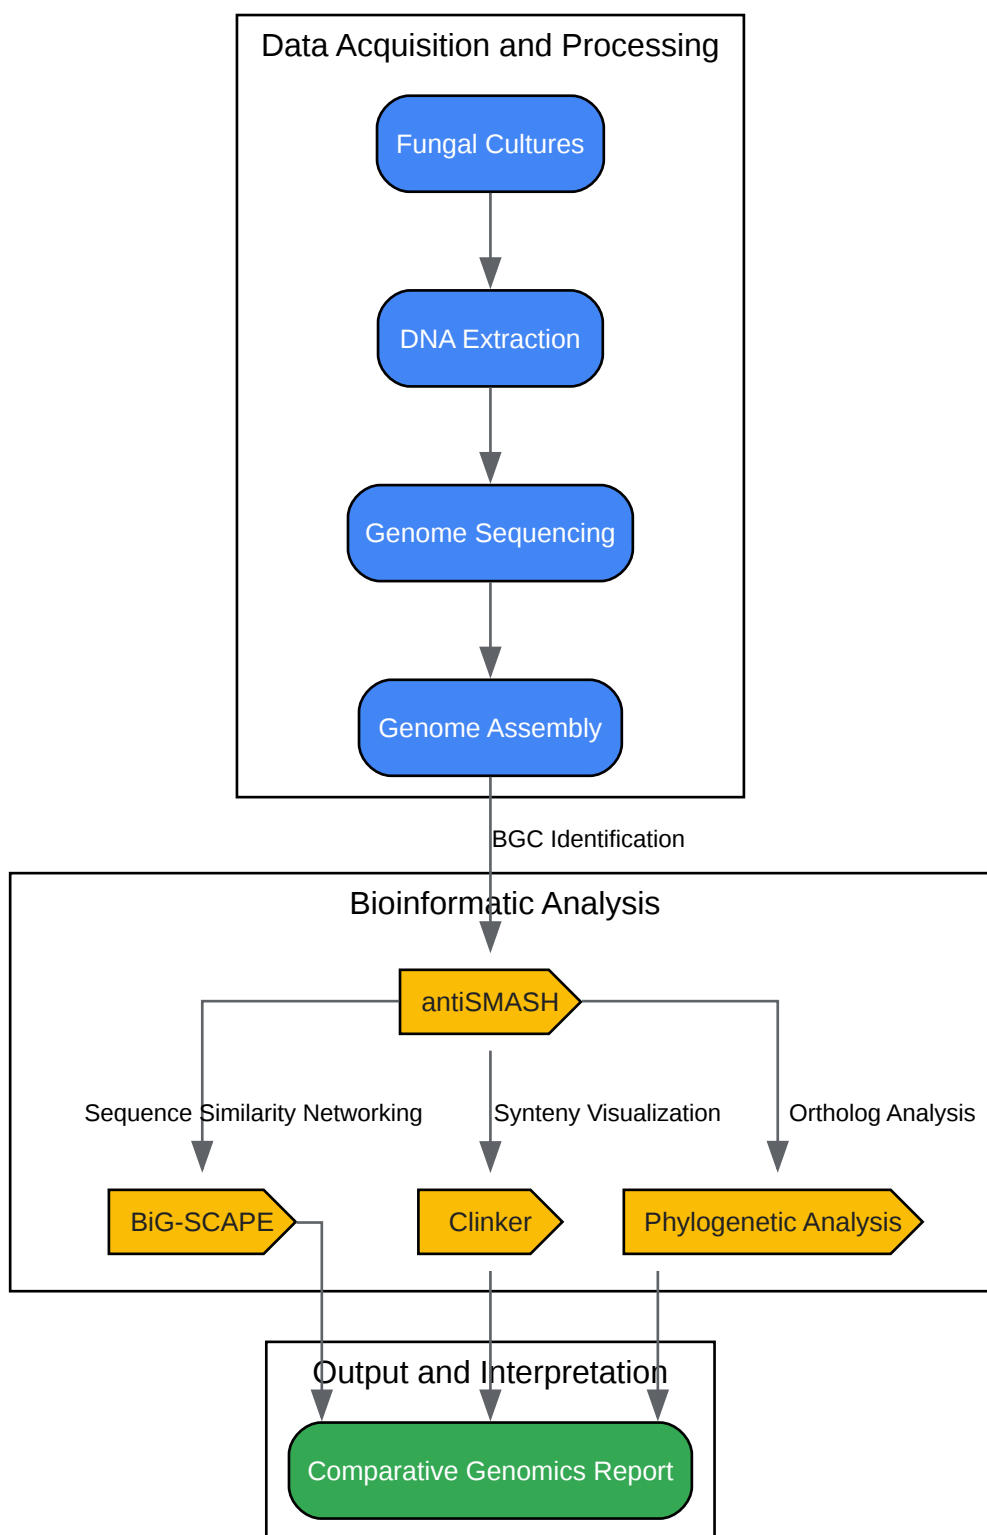 Data Acquisition and Processing
Fungal Cultures
DNA Extraction
Genome Sequencing
Genome Assembly
BGC Identification
Bioinformatic Analysis
antiSMASH
Sequence Similarity Networking
Synteny Visualization
Ortholog Analysis
BiG-SCAPE
Clinker
Phylogenetic Analysis
Output and Interpretation
Comparative Genomics Report